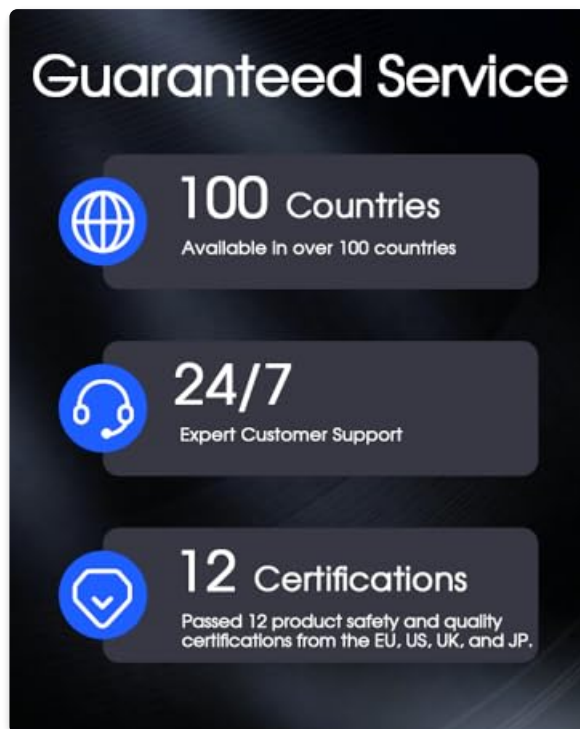 Guaranteed Service
100 Countries
Available in over 100 countries
24/7
Expert Customer Support
12 Certifications
Passed 12 product safety and quality
certifications from the EU, US, UK, and JP.